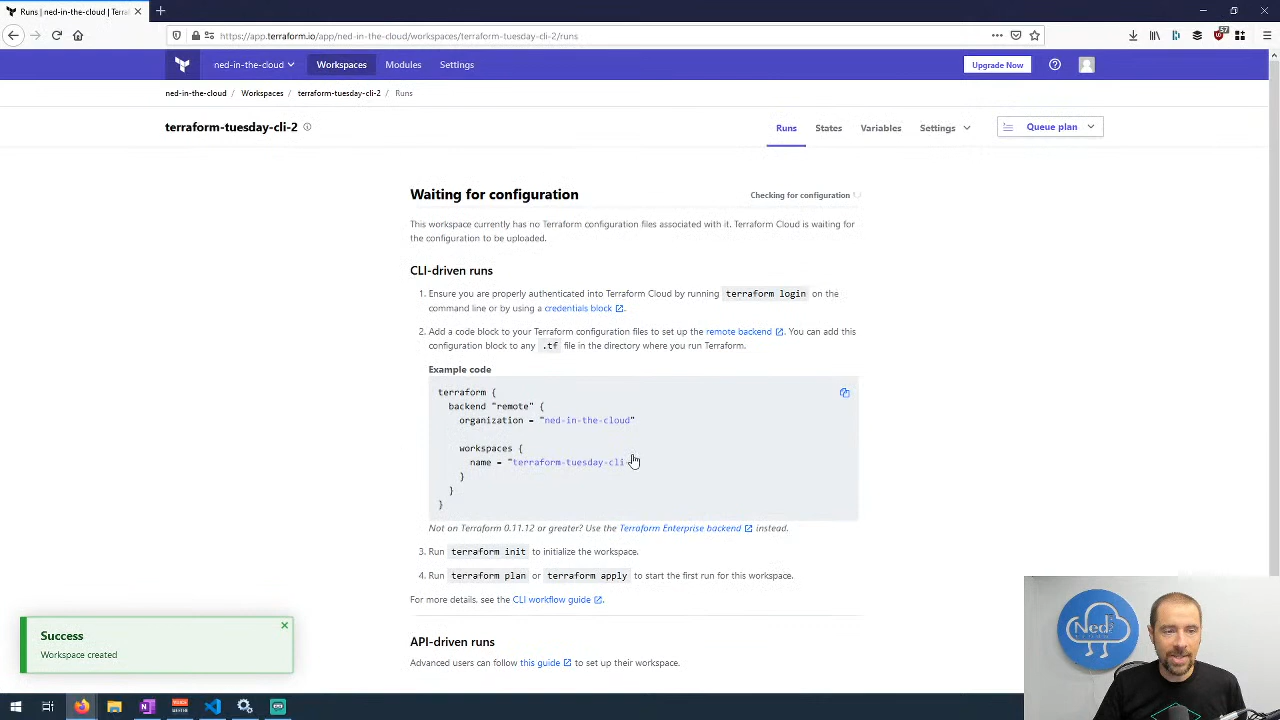 Runs | ned-in-the-cloud | Terraf
https://app.terraform.io/app/ned-in-the-cloud/workspaces/terraform-tuesday-cli-2/runs
57
ned-in-the-cloud Workspaces Modules Settings Upgrade Now
ned-in-the-cloud / Workspaces / terraform-tuesday-cli-2 / Runs
terraform-tuesday-cli-2 Runs States Variables Settings Queue plan
Waiting for configuration Checking for configuration
This workspace currently has no Terraform configuration files associated with it. Terraform Cloud is waiting for
the configuration to be uploaded.
CLI-driven runs
1. Ensure you are properly authenticated into Terraform Cloud by running terraform login on the
command line or by using a credentials block.
2. Add a code block to your Terraform configuration files to set up the remote backend. You can add this
configuration block to any .tf file in the directory where you run Terraform.
Example code
terraform {
backend "remote" {
organization = "ned-in-the-cloud"
workspaces {
name = "terraform-tuesday-cli
}
}
}
Not on Terraform 0.11.12 or greater? Use the Terraform Enterprise backend instead.
3. Run terraform init to initialize the workspace.
4. Run terraform plan or terraform apply to start the first run for this workspace.
For more details, see the CLI workflow guide.
Success
Workspace created
API-driven runs
Advanced users can follow this guide to set up their workspace.
Ned